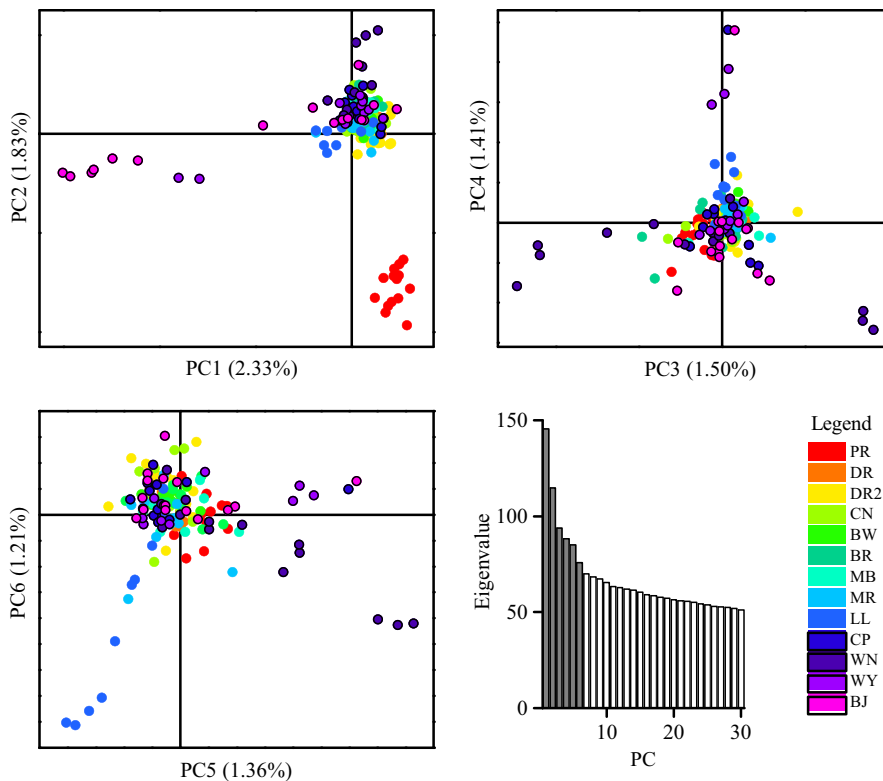 PC2 (1.83%)
PC1 (2.33%)
PC4 (1.41%)
PC3 (1.50%)
PC6 (1.21%)
PC5 (1.36%)
Eigenvalue
150
100
50
0
10
20
30
PC
Legend
PR
DR
DR2
CN
BW
BR
MB
MR
LL
CP
WN
WY
BJ